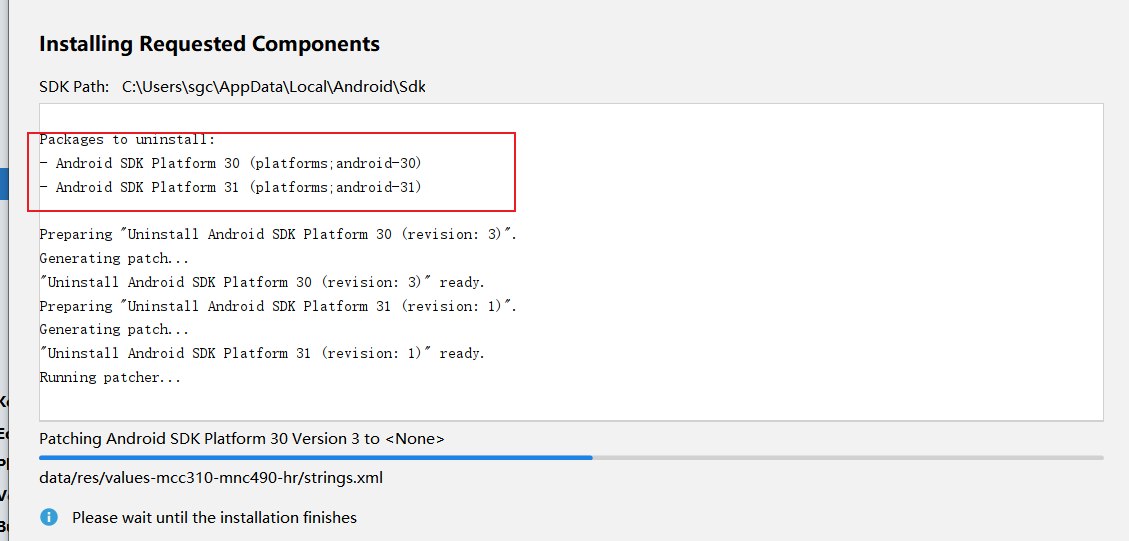 Installing Requested Components
SDK Path: C:\Users\sgc\AppData\Local\Android\Sdk
Packages to uninstall:
- Android SDK Platform 30 (platforms;android-30)
- Android SDK Platform 31 (platforms;android-31)
Preparing "Uninstall Android SDK Platform 30 (revision: 3)".
Generating patch...
"Uninstall Android SDK Platform 30 (revision: 3)" ready.
Preparing "Uninstall Android SDK Platform 31 (revision: 1)".
Generating patch...
"Uninstall Android SDK Platform 31 (revision: 1)" ready.
Running patcher...
Patching Android SDK Platform 30 Version 3 to <None>
data/res/values-mcc310-mnc490-hr/strings.xml
Please wait until the installation finishes